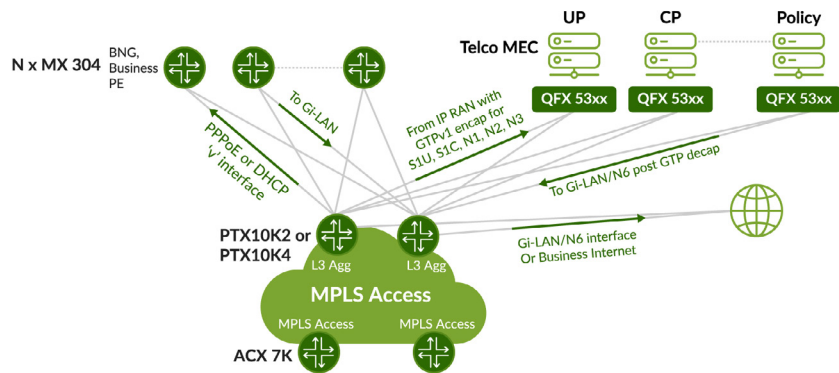 UP
CP
Policy
Telco MEC
N x MX 304
BNG,
Business
PE
QFX 53xx
QFX 53xx
QFX 53xx
To Gi-LAN
From IP RAN with
GTPv1 encap for
S1U, S1C, N1, N2, N3
PPPoE or DHCP
'v' interface
To Gi-LAN/N6 post GTP decap
PTX10K2 or
PTX10K4
L3 Agg
L3 Agg
Gi-LAN/N6 interface
Or Business Internet
MPLS Access
MPLS Access
MPLS Access
ACX 7K